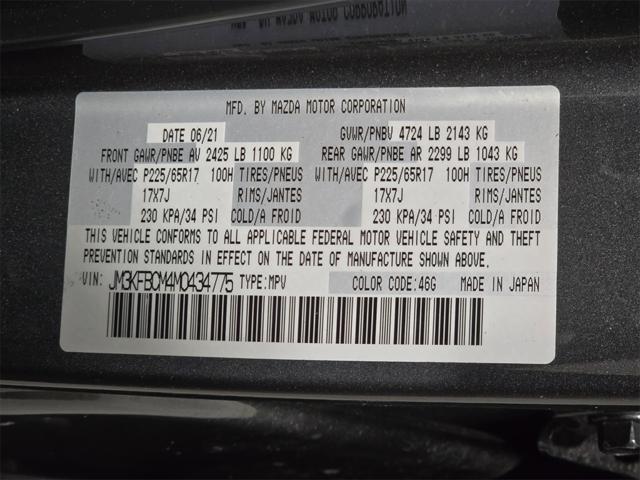 MFD. BY MAZDA MOTOR CORPORATION
DATE 06/21 GVWR/PNBV 4724 LB 2143 KG
FRONT GAWR/PNBE AV 2425 LB 1100 KG REAR GAWR/PNBE AR 2299 LB 1043 KG
WITH/AVEC P225/65R17 100H TIRES/PNEUS WITH/AVEC P225/65R17 100H TIRES/PNEUS
17X7J RIMS/JANTES 17X7J RIMS/JANTES
230 KPA/34 PSI COLD/A FROID 230 KPA/34 PSI COLD/A FROID
THIS VEHICLE CONFORMS TO ALL APPLICABLE FEDERAL MOTOR VEHICLE SAFETY AND THEFT
PREVENTION STANDARDS IN EFFECT ON THE DATE OF MANUFACTURE SHOWN ABOVE.
VIN: JM3KFBCM4M0434775 TYPE:MPV COLOR CODE:46G MADE IN JAPAN